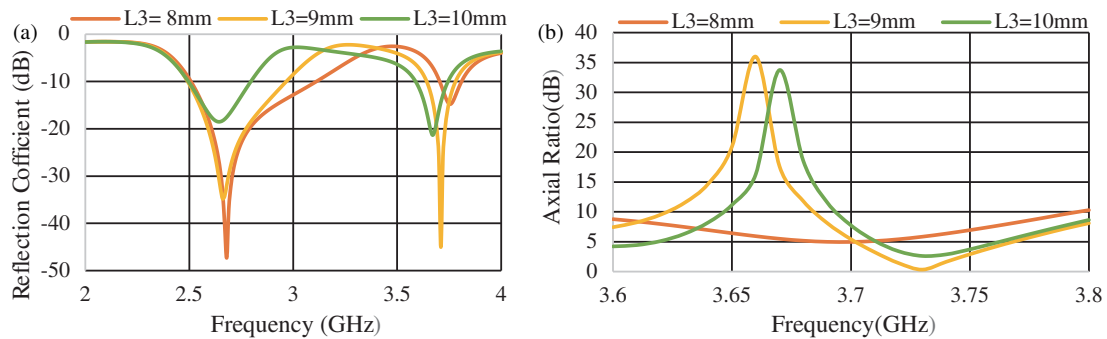 L3= 8mm L3=9mm L3=10mm
(a)
0
-10
-20
-30
-40
-50
2 2.5 3 3.5 4
Reflection Cofficient (dB)
Frequency (GHz)
L3=8mm L3=9mm L3=10mm
(b)
40
35
30
25
20
15
10
5
0
3.6 3.65 3.7 3.75 3.8
Axial Ratio(dB)
Frequency(GHz)